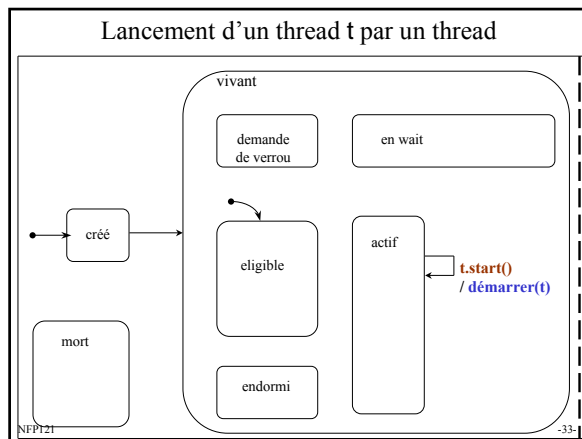 Lancement d'un thread t par un thread
vivant
demande
de verrou
en wait
créé
eligible
actif
t.start()
/ démarrer(t)
mort
endormi
NFP121
-33-